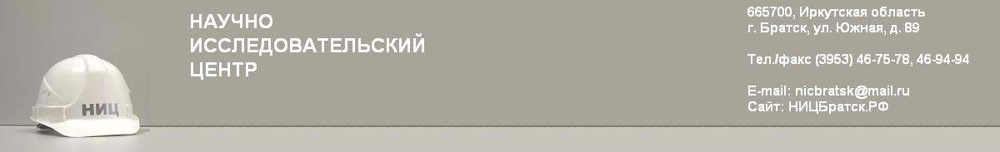 НАУЧНО
ИССЛЕДОВАТЕЛЬСКИЙ
ЦЕНТР
НИЦ
665700, Иркутская область
г. Братск, ул. Южная, д. 89
Тел./факс (3953) 46-75-78, 46-94-94
E-mail: nicbratsk@mail.ru
Сайт: НИЦБратск.РФ